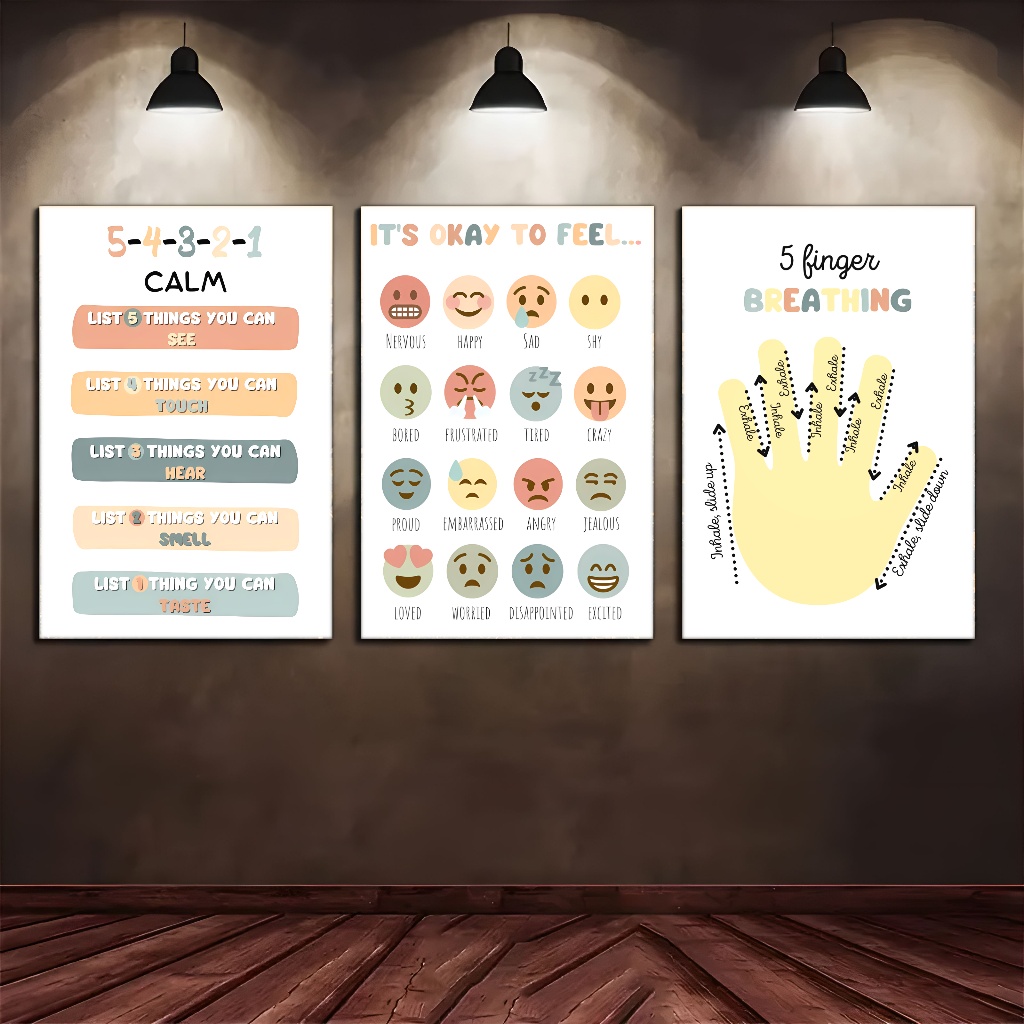 5-4-3-2-1
CALM
LIST 5 THINGS YOU CAN
SEE
LIST 4 THINGS YOU CAN
TOUCH
LIST 3 THINGS YOU CAN
HEAR
LIST 2 THINGS YOU CAN
SMELL
LIST 1 THING YOU CAN
TASTE
IT'S OKAY TO FEEL...
NERVOUS HAPPY SAD SHY
BORED FRUSTRATED TIRED CRAZY
PROUD EMBARRASSED ANGRY JEALOUS
LOVED WORRIED DISAPPOINTED EXCITED
ZZZ
5 finger
BREATHING
Inhale, slide up
Exhale
Inhale
Exhale
Inhale
Exhale
Inhale
Exhale
Inhale
Exhale, slide down